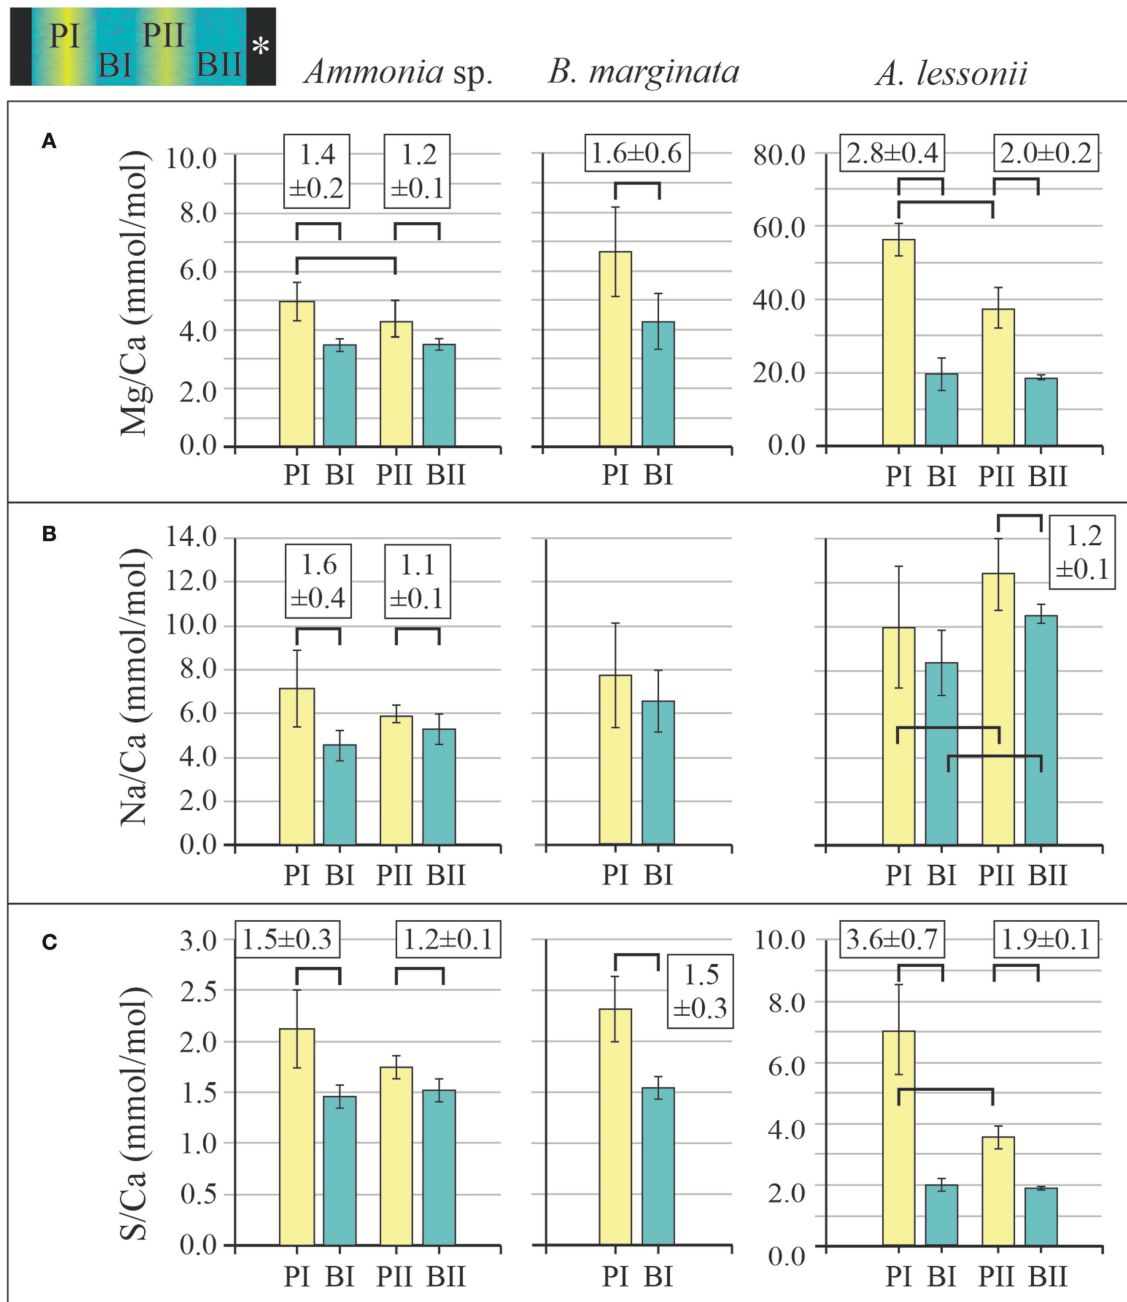 PI
PII
BI
BII
*
Ammonia sp.
B. marginata
A. lessonii
A
Mg/Ca (mmol/mol)
10.0
8.0
6.0
4.0
2.0
0.0
1.4
±0.2
1.2
±0.1
PI BI PII BII
1.6±0.6
PI BI
80.0
60.0
40.0
20.0
0.0
2.8±0.4
2.0±0.2
PI BI PII BII
B
Na/Ca (mmol/mol)
14.0
12.0
10.0
8.0
6.0
4.0
2.0
0.0
1.6
±0.4
1.1
±0.1
PI BI PII BII
PI BI
1.2
±0.1
PI BI PII BII
C
S/Ca (mmol/mol)
3.0
2.5
2.0
1.5
1.0
0.5
0.0
1.5±0.3
1.2±0.1
PI BI PII BII
1.5
±0.3
PI BI
10.0
8.0
6.0
4.0
2.0
0.0
3.6±0.7
1.9±0.1
PI BI PII BII